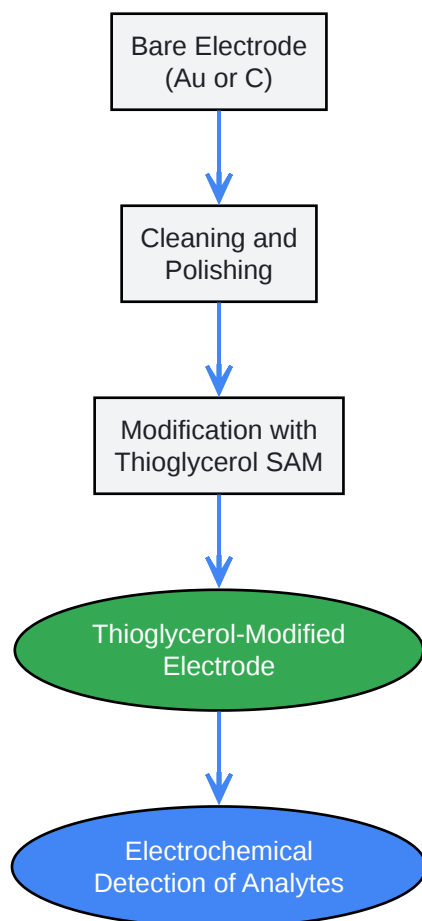 Bare Electrode
(Au or C)
Cleaning and
Polishing
Modification with
Thioglycerol SAM
Thioglycerol-Modified
Electrode
Electrochemical
Detection of Analytes